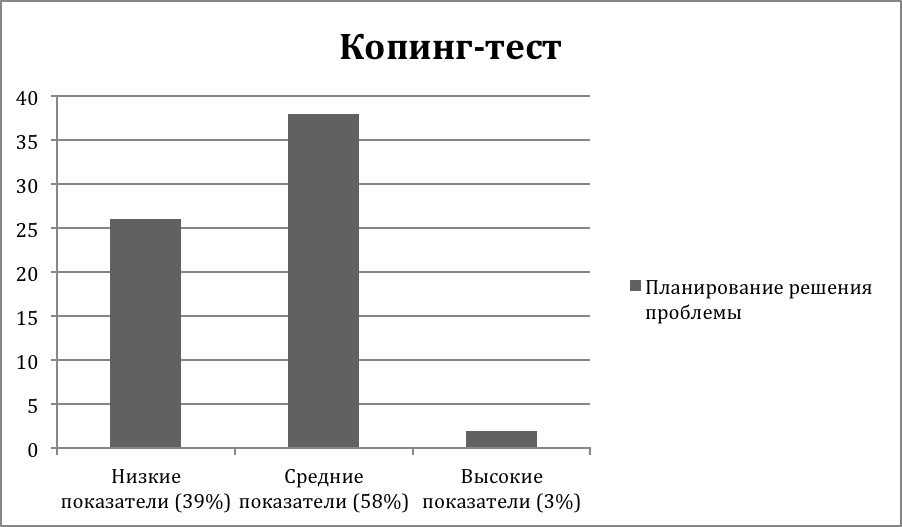 Копинг-тест
40
35
30
25
20
15
10
5
0
Низкие
показатели (39%)
Средние
показатели (58%)
Высокие
показатели (3%)
Планирование решения
проблемы